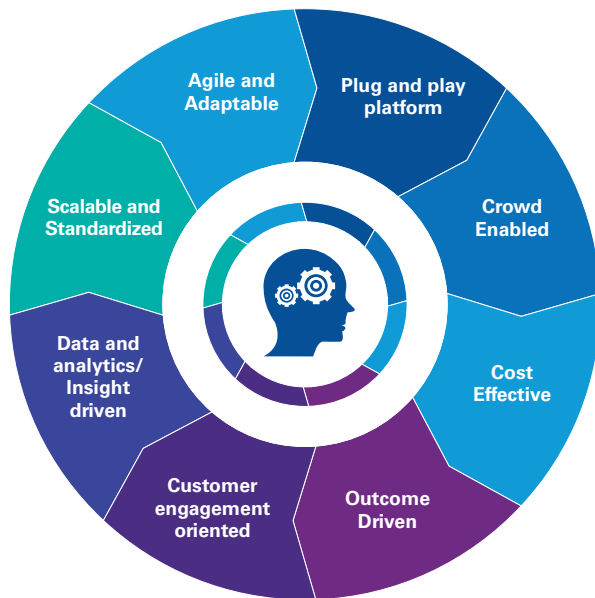 Agile and
Adaptable
Plug and play
platform
Crowd
Enabled
Cost
Effective
Outcome
Driven
Customer
engagement
oriented
Data and
analytics/
Insight
driven
Scalable and
Standardized